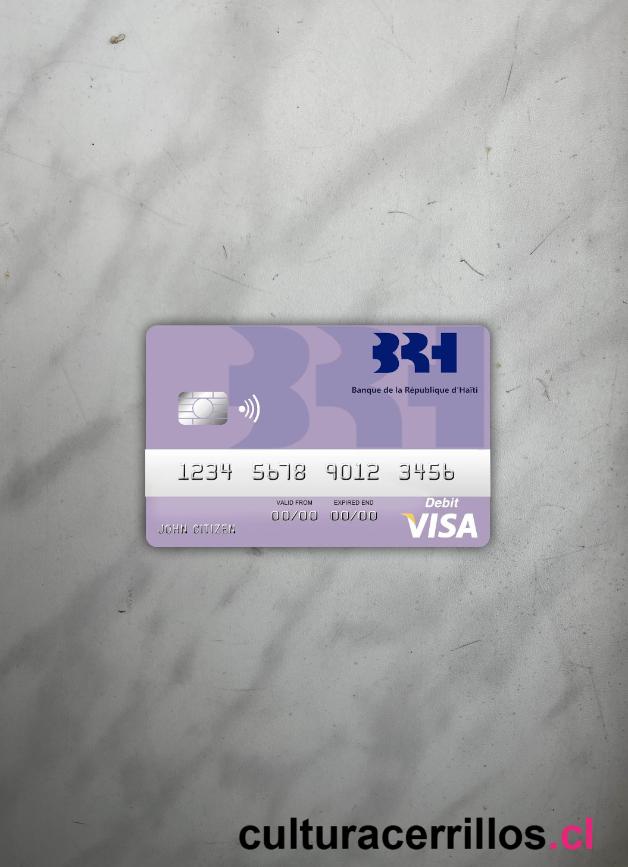 BRH
Banque de la République d'Haïti
1234 5678 9012 3456
VALID FROM EXPIRED END
00/00 00/00
JOHN CITIZEN
Debit
VISA
culturacerrillos.cl